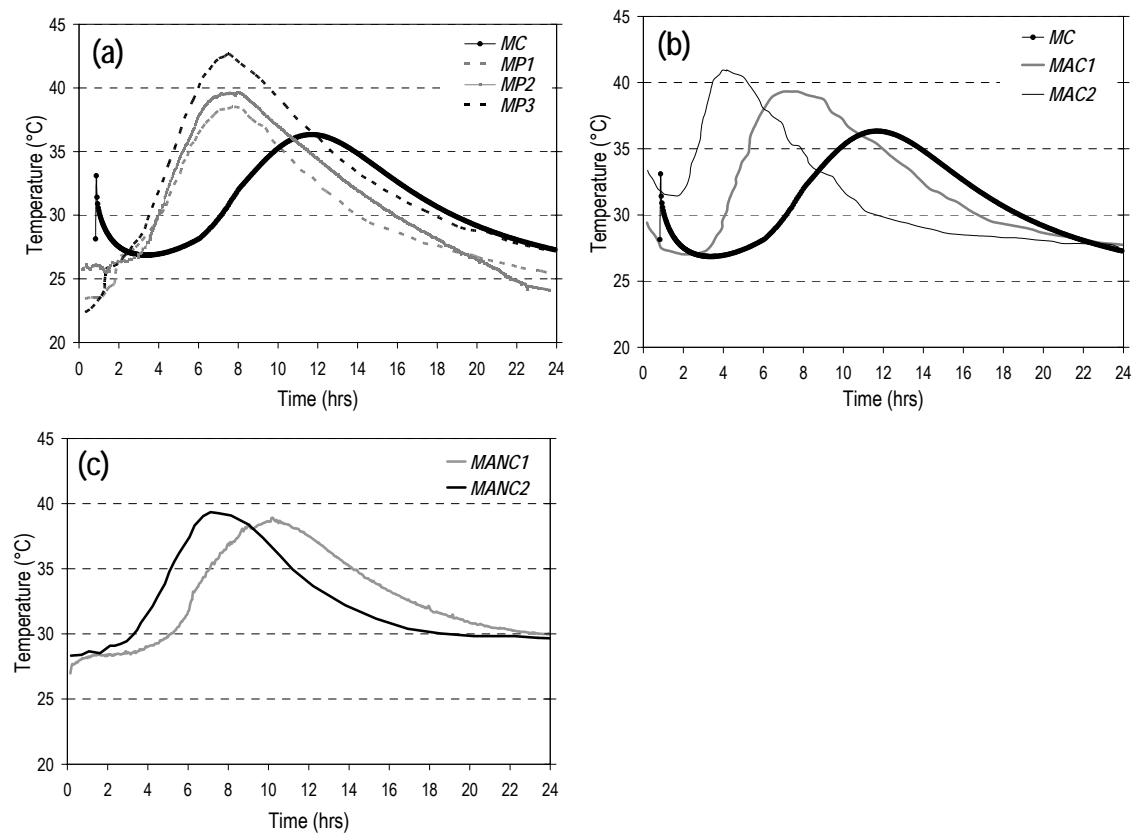 (a)
MC
MP1
MP2
MP3
Temperature (°C)
45
40
35
30
25
20
0 2 4 6 8 10 12 14 16 18 20 22 24
Time (hrs)
(b)
MC
MAC1
MAC2
Temperature (°C)
45
40
35
30
25
20
0 2 4 6 8 10 12 14 16 18 20 22 24
Time (hrs)
(c)
MANC1
MANC2
Temperature (°C)
45
40
35
30
25
20
0 2 4 6 8 10 12 14 16 18 20 22 24
Time (hrs)